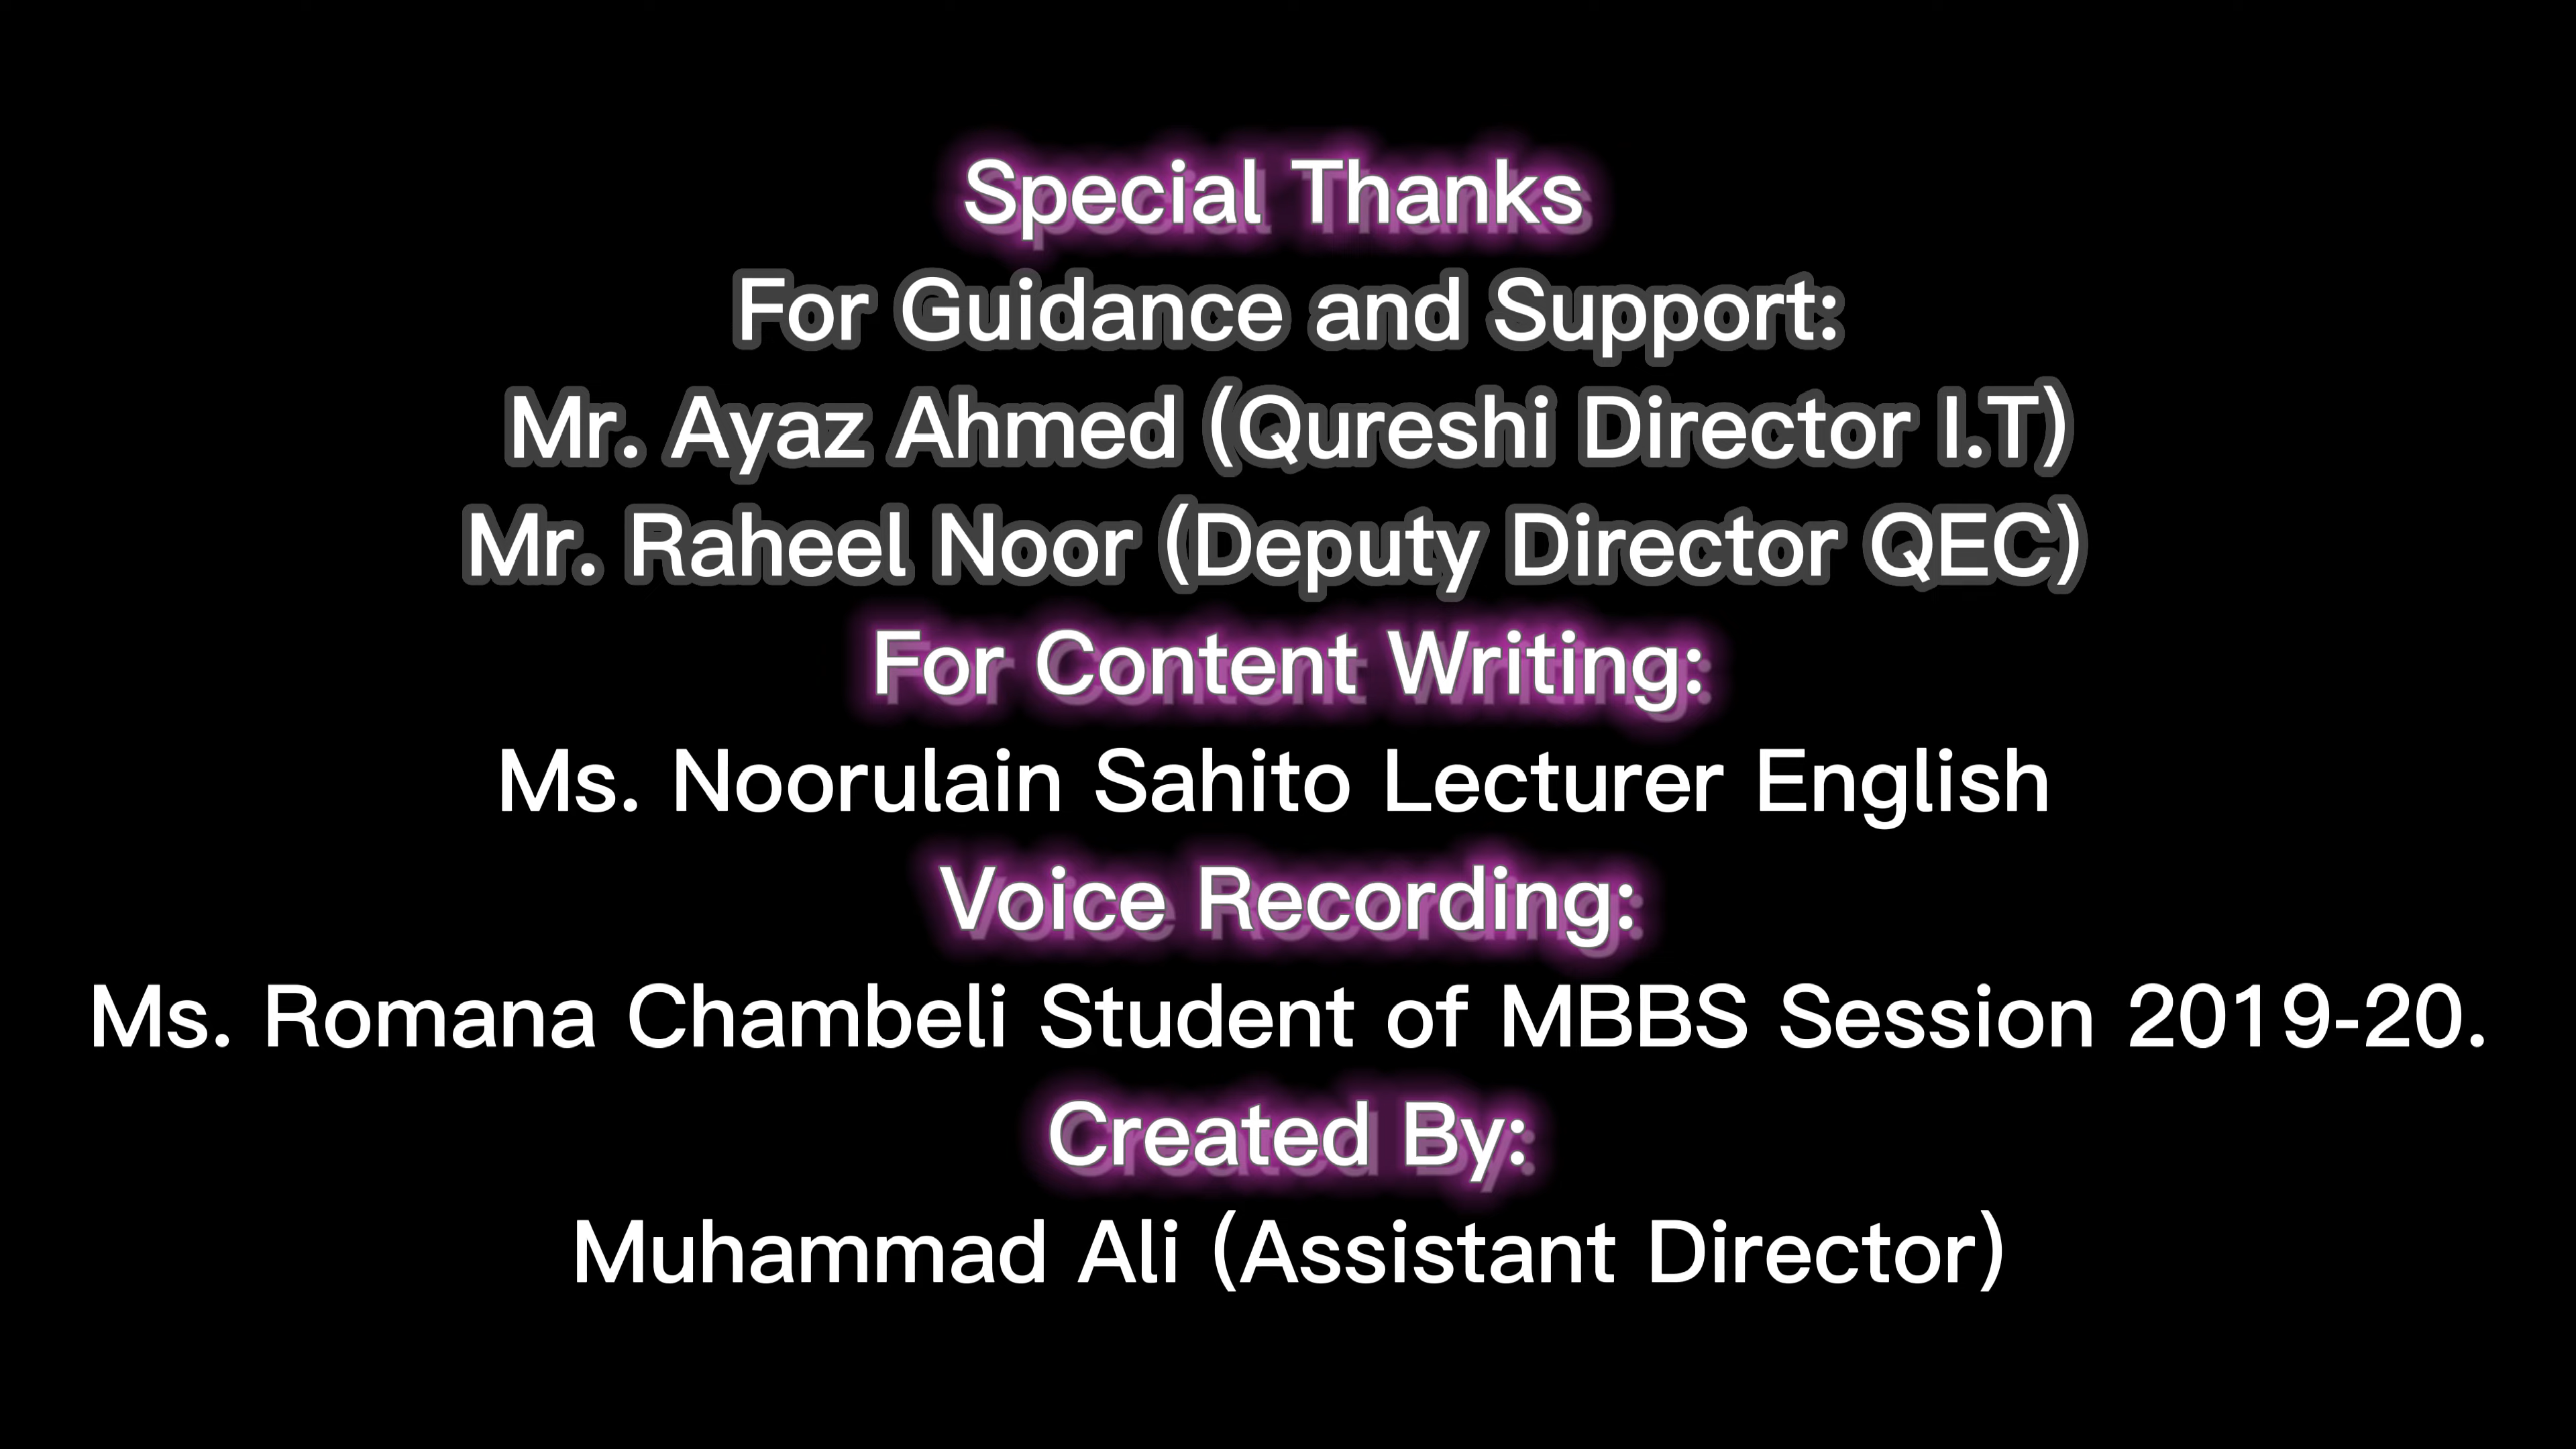 Special Thanks
For Guidance and Support:
Mr. Ayaz Ahmed (Qureshi Director I.T)
Mr. Raheel Noor (Deputy Director QEC)
For Content Writing:
Ms. Noorulain Sahito Lecturer English
Voice Recording:
Ms. Romana Chambeli Student of MBBS Session 2019-20.
Created By:
Muhammad Ali (Assistant Director)